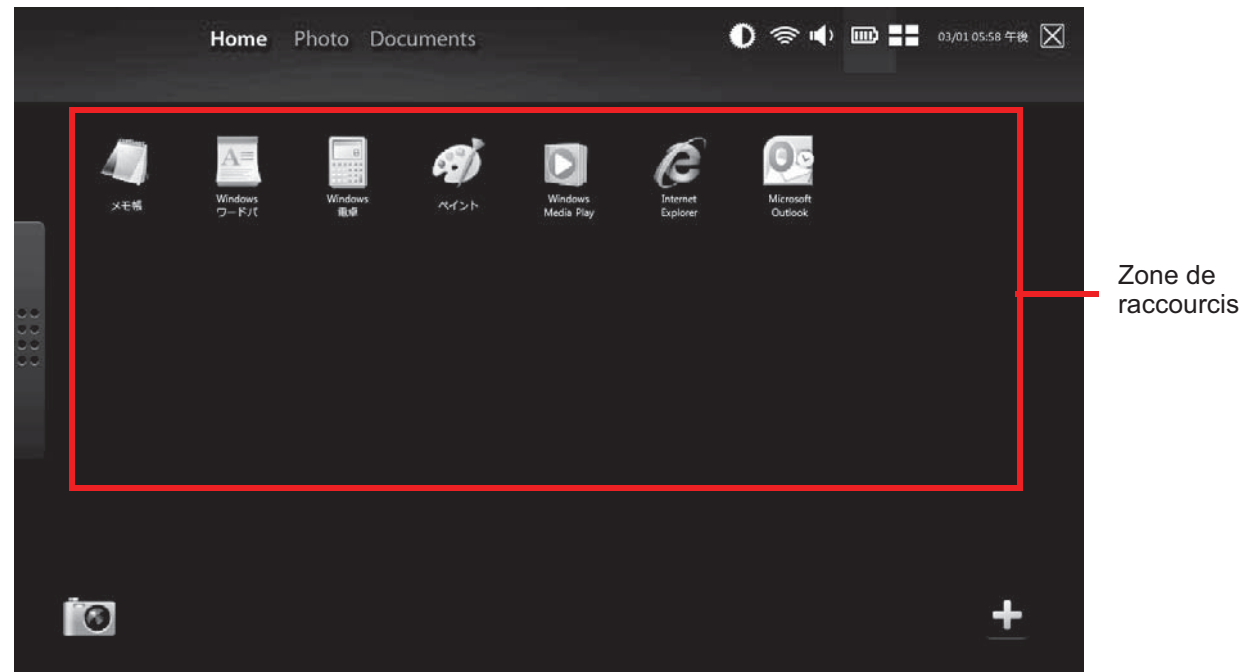 Home Photo Documents
03/01 05:58 午後
メモ帳
Windows
ワードパ
Windows
電卓
ペイント
Windows
Media Play
Internet
Explorer
Microsoft
Outlook
Zone de
raccourcis